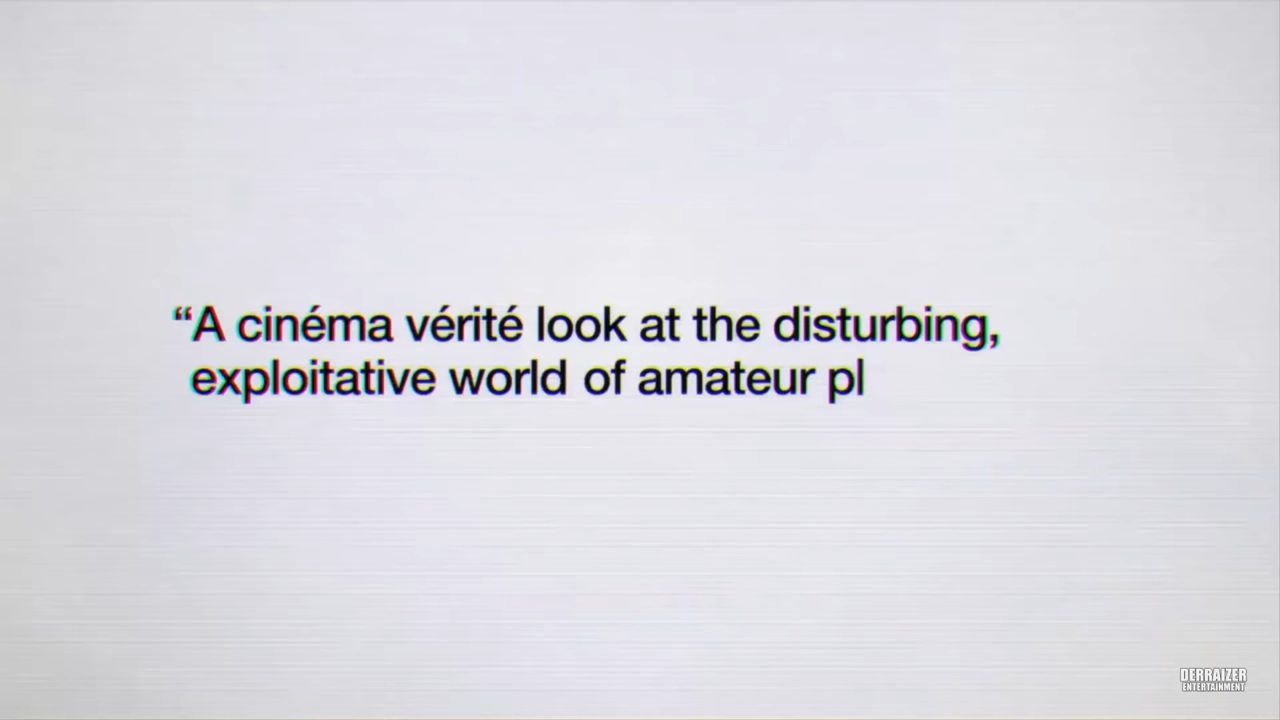 “A cinéma vérité look at the disturbing,
exploitative world of amateur pl
DERRAIZER
ENTERTAINMENT